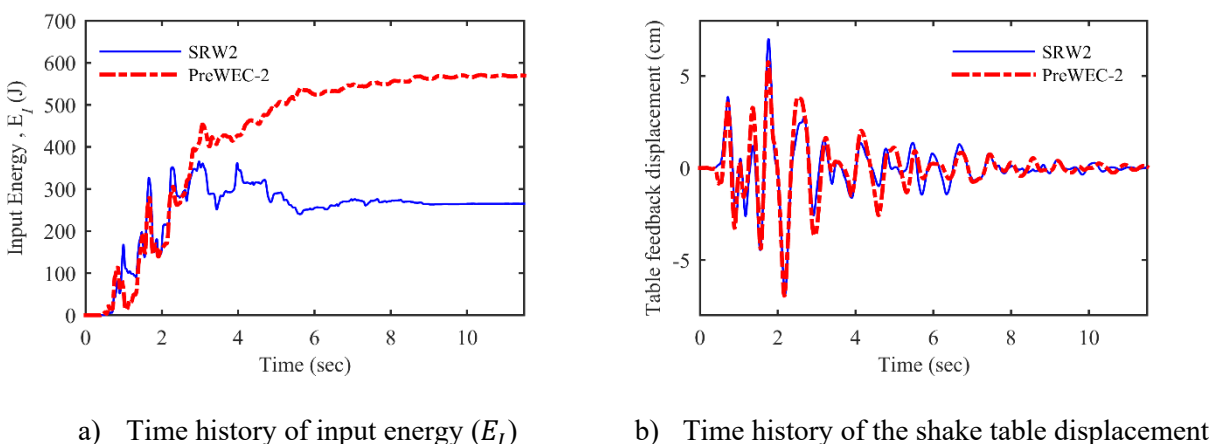 700
600
500
400
300
200
100
0
Input Energy , E_I (J)
SRW2
PreWEC-2
0 2 4 6 8 10
Time (sec)
a) Time history of input energy (E_I)
5
0
-5
Table feedback displacement (cm)
SRW2
PreWEC-2
0 2 4 6 8 10
Time (sec)
b) Time history of the shake table displacement